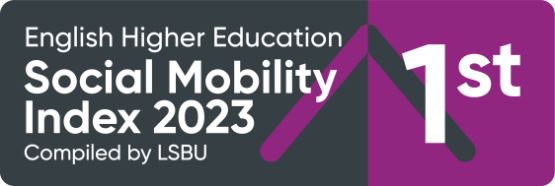 English Higher Education
Social Mobility
Index 2023
Compiled by LSBU
1st